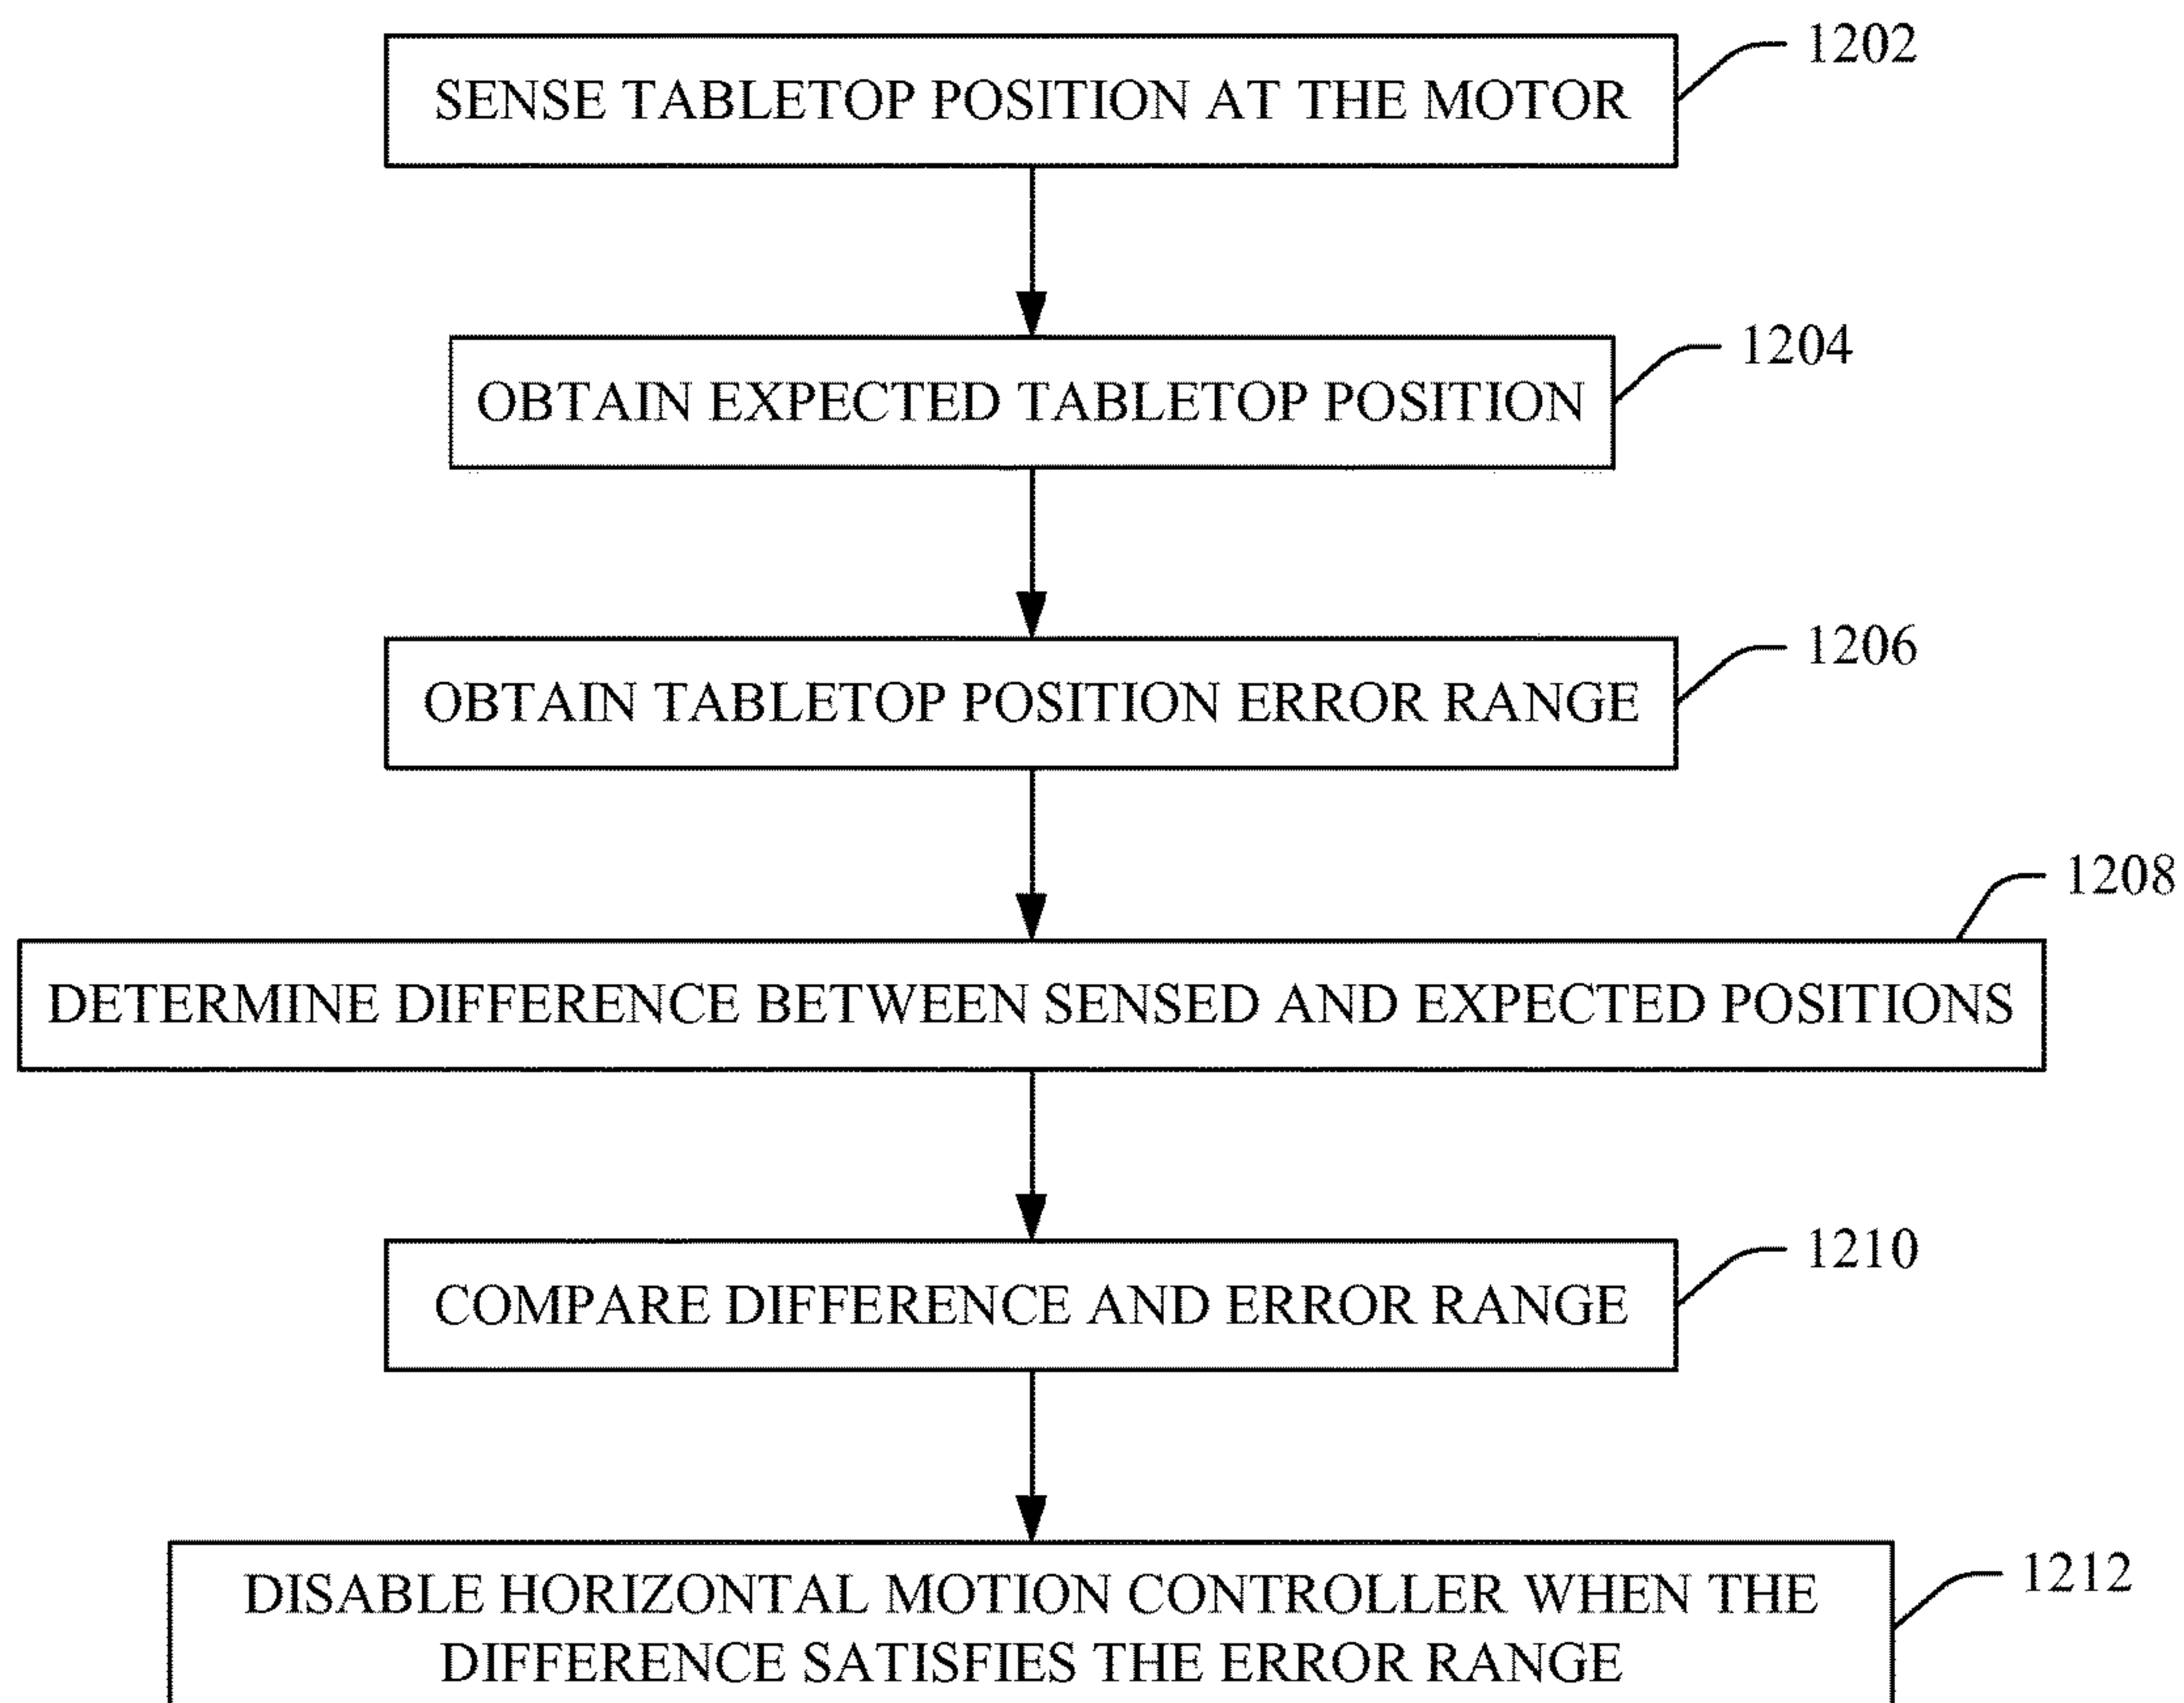 1202
SENSE TABLETOP POSITION AT THE MOTOR
1204
OBTAIN EXPECTED TABLETOP POSITION
1206
OBTAIN TABLETOP POSITION ERROR RANGE
1208
DETERMINE DIFFERENCE BETWEEN SENSED AND EXPECTED POSITIONS
1210
COMPARE DIFFERENCE AND ERROR RANGE
1212
DISABLE HORIZONTAL MOTION CONTROLLER WHEN THE
DIFFERENCE SATISFIES THE ERROR RANGE